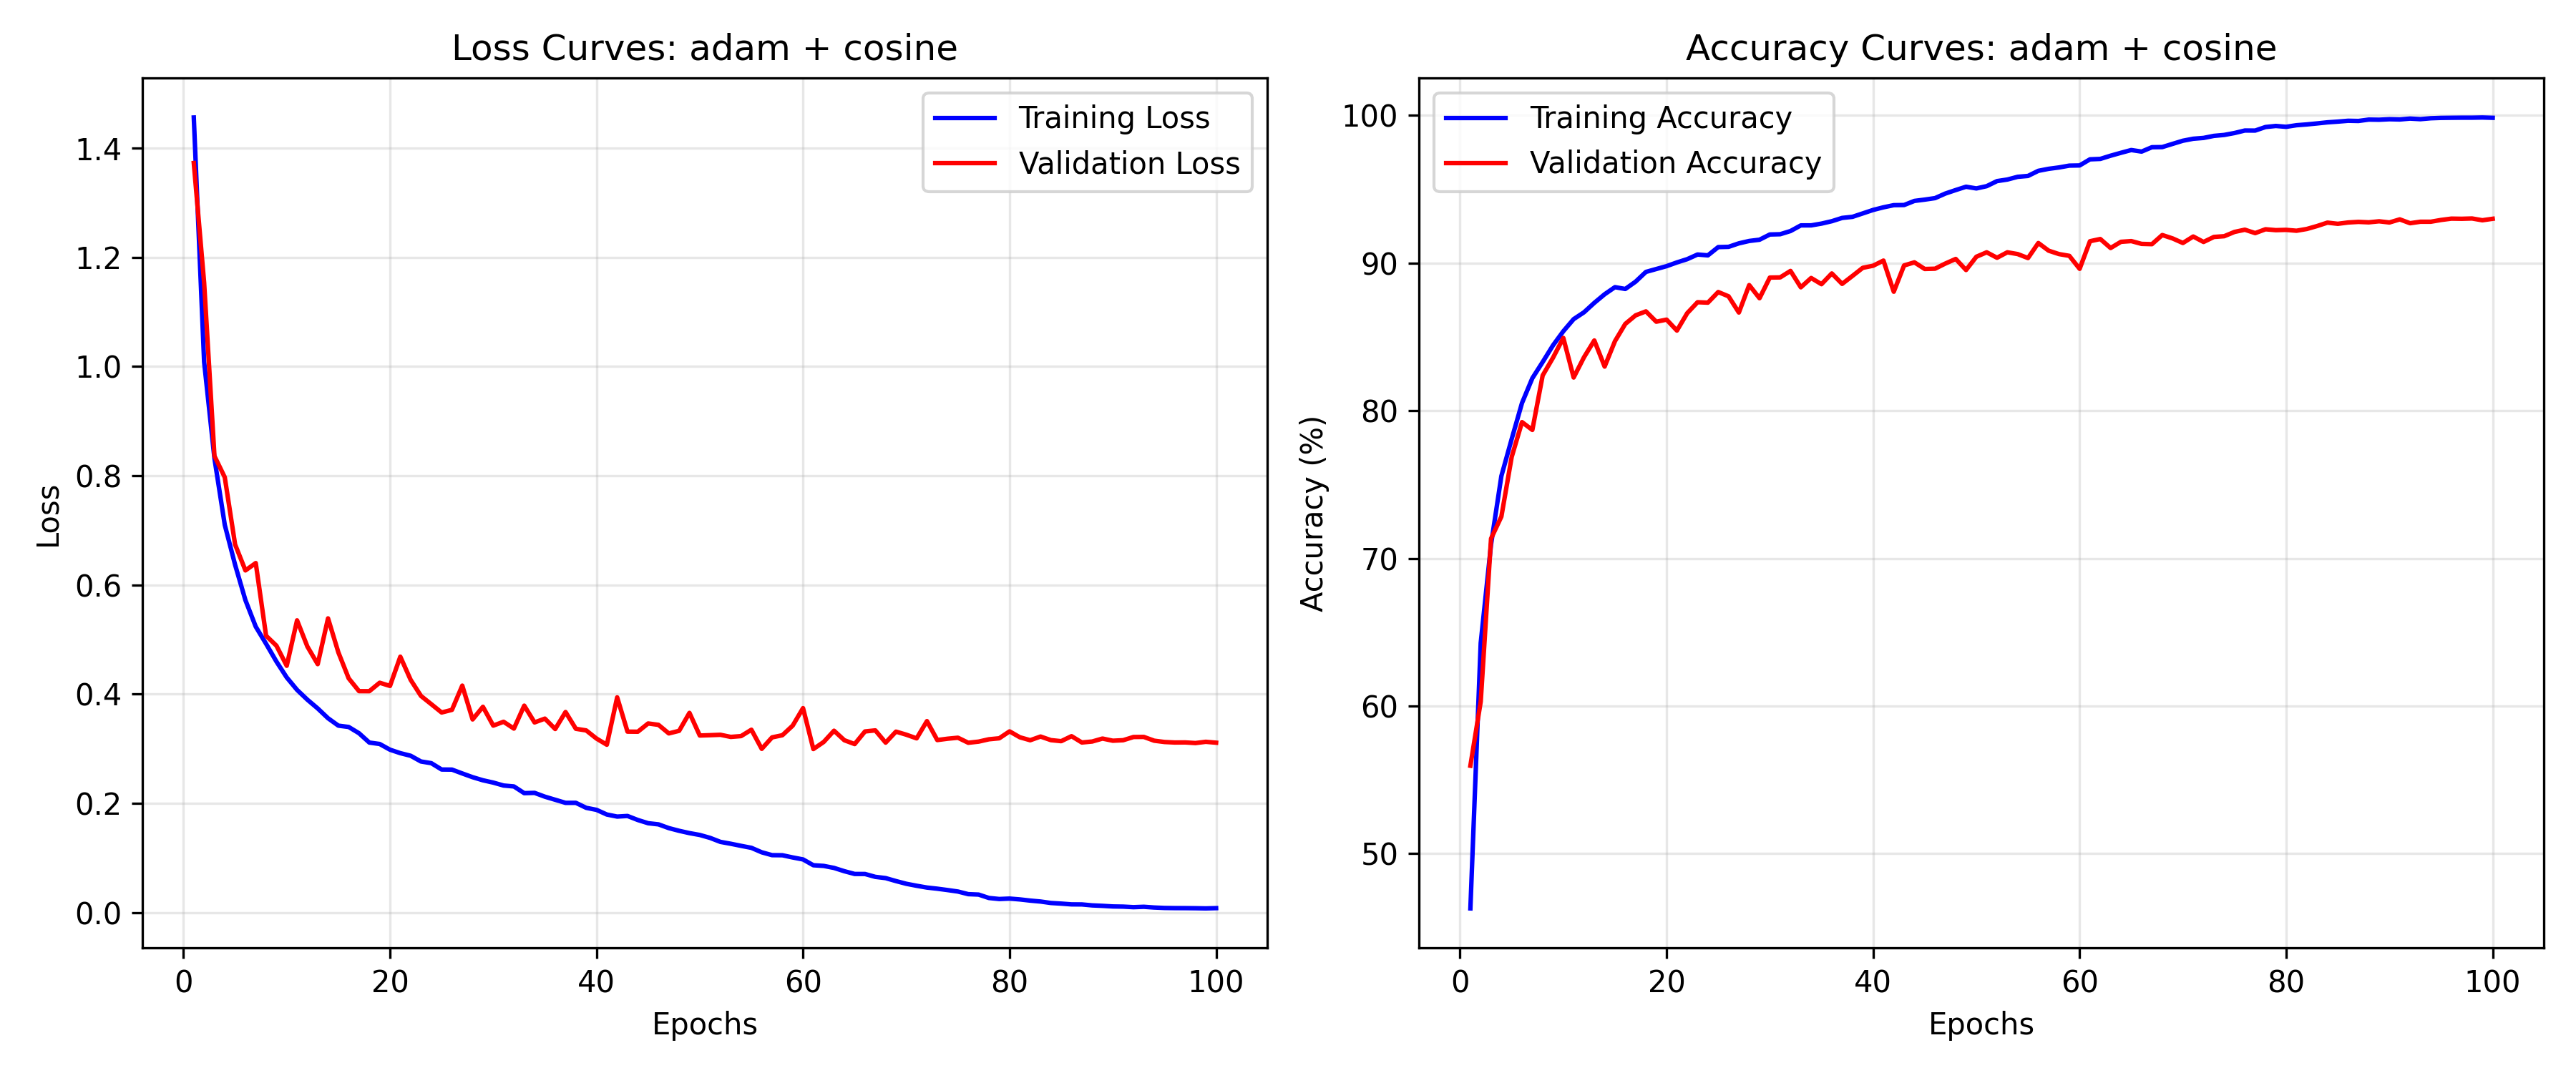 Loss Curves: adam + cosine
Training Loss
Validation Loss
1.4
1.2
1.0
0.8
0.6
0.4
0.2
0.0
Loss
0
20
40
60
80
100
Epochs
Accuracy Curves: adam + cosine
Training Accuracy
Validation Accuracy
100
90
80
70
60
50
Accuracy (%)
0
20
40
60
80
100
Epochs